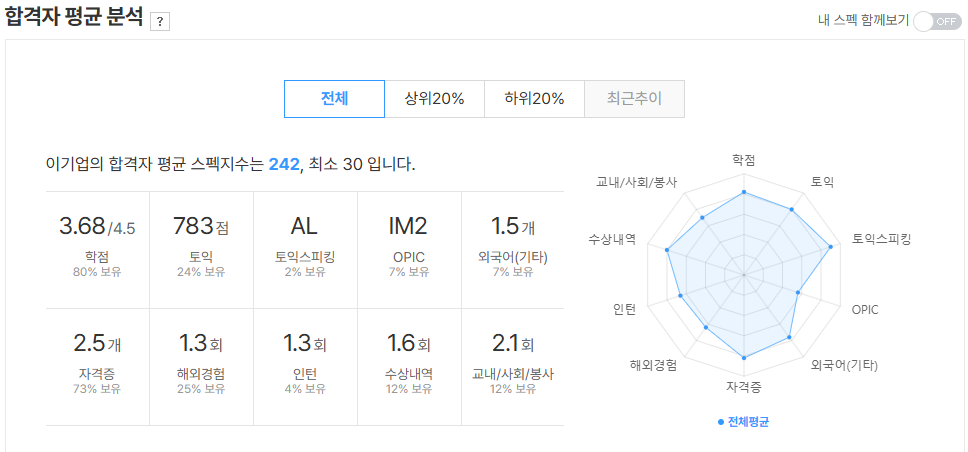 합격자 평균 분석 ?
내 스펙 함께보기 OFF
전체 상위20% 하위20% 최근추이
이기업의 합격자 평균 스펙지수는 242, 최소 30 입니다.
3.68/4.5 783점 AL IM2 1.5개
학점 토익 토익스피킹 OPIC 외국어(기타)
80% 보유 24% 보유 2% 보유 7% 보유 7% 보유
2.5개 1.3회 1.3회 1.6회 2.1회
자격증 해외경험 인턴 수상내역 교내/사회/봉사
73% 보유 25% 보유 4% 보유 12% 보유 12% 보유
학점
교내/사회/봉사 토익
수상내역 토익스피킹
인턴 OPIC
해외경험 외국어(기타)
자격증
전체평균